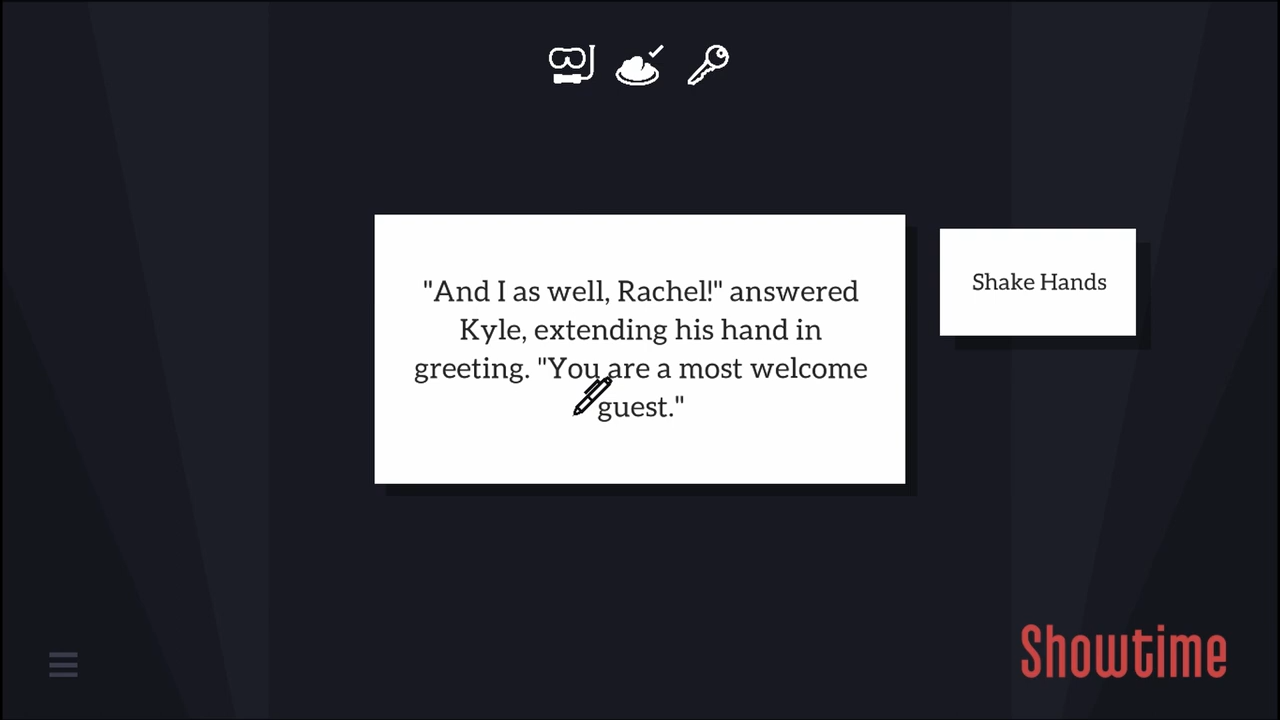 "And I as well, Rachel!" answered
Kyle, extending his hand in
greeting. "You are a most welcome
guest."
Shake Hands
Showtime